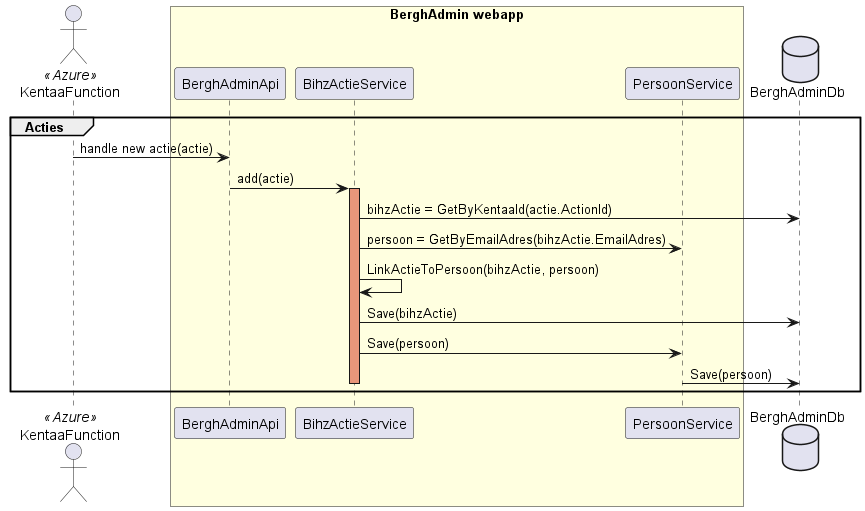 BerghAdmin webapp
«Azure»
KentaaFunction
BerghAdminApi
BihzActieService
PersoonService
BerghAdminDb
Acties
handle new actie(actie)
add(actie)
bihzActie = GetByKentaaId(actie.ActionId)
persoon = GetByEmailAdres(bihzActie.EmailAdres)
LinkActieToPersoon(bihzActie, persoon)
Save(bihzActie)
Save(persoon)
Save(persoon)
«Azure»
KentaaFunction
BerghAdminApi
BihzActieService
PersoonService
BerghAdminDb